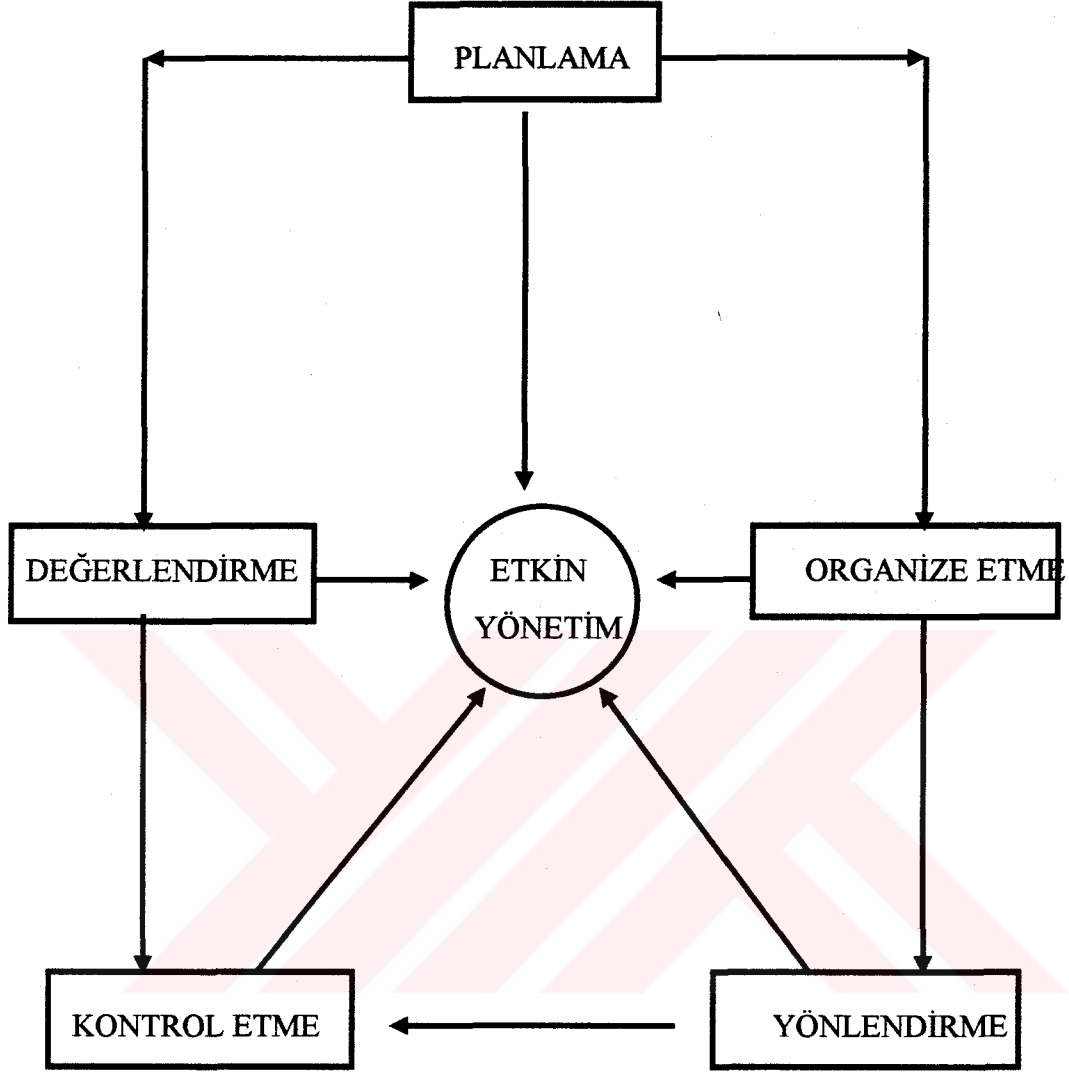 PLANLAMA
DEĞERLENDİRME
ETKİN
YÖNETİM
ORGANİZE ETME
KONTROL ETME
YÖNLENDİRME